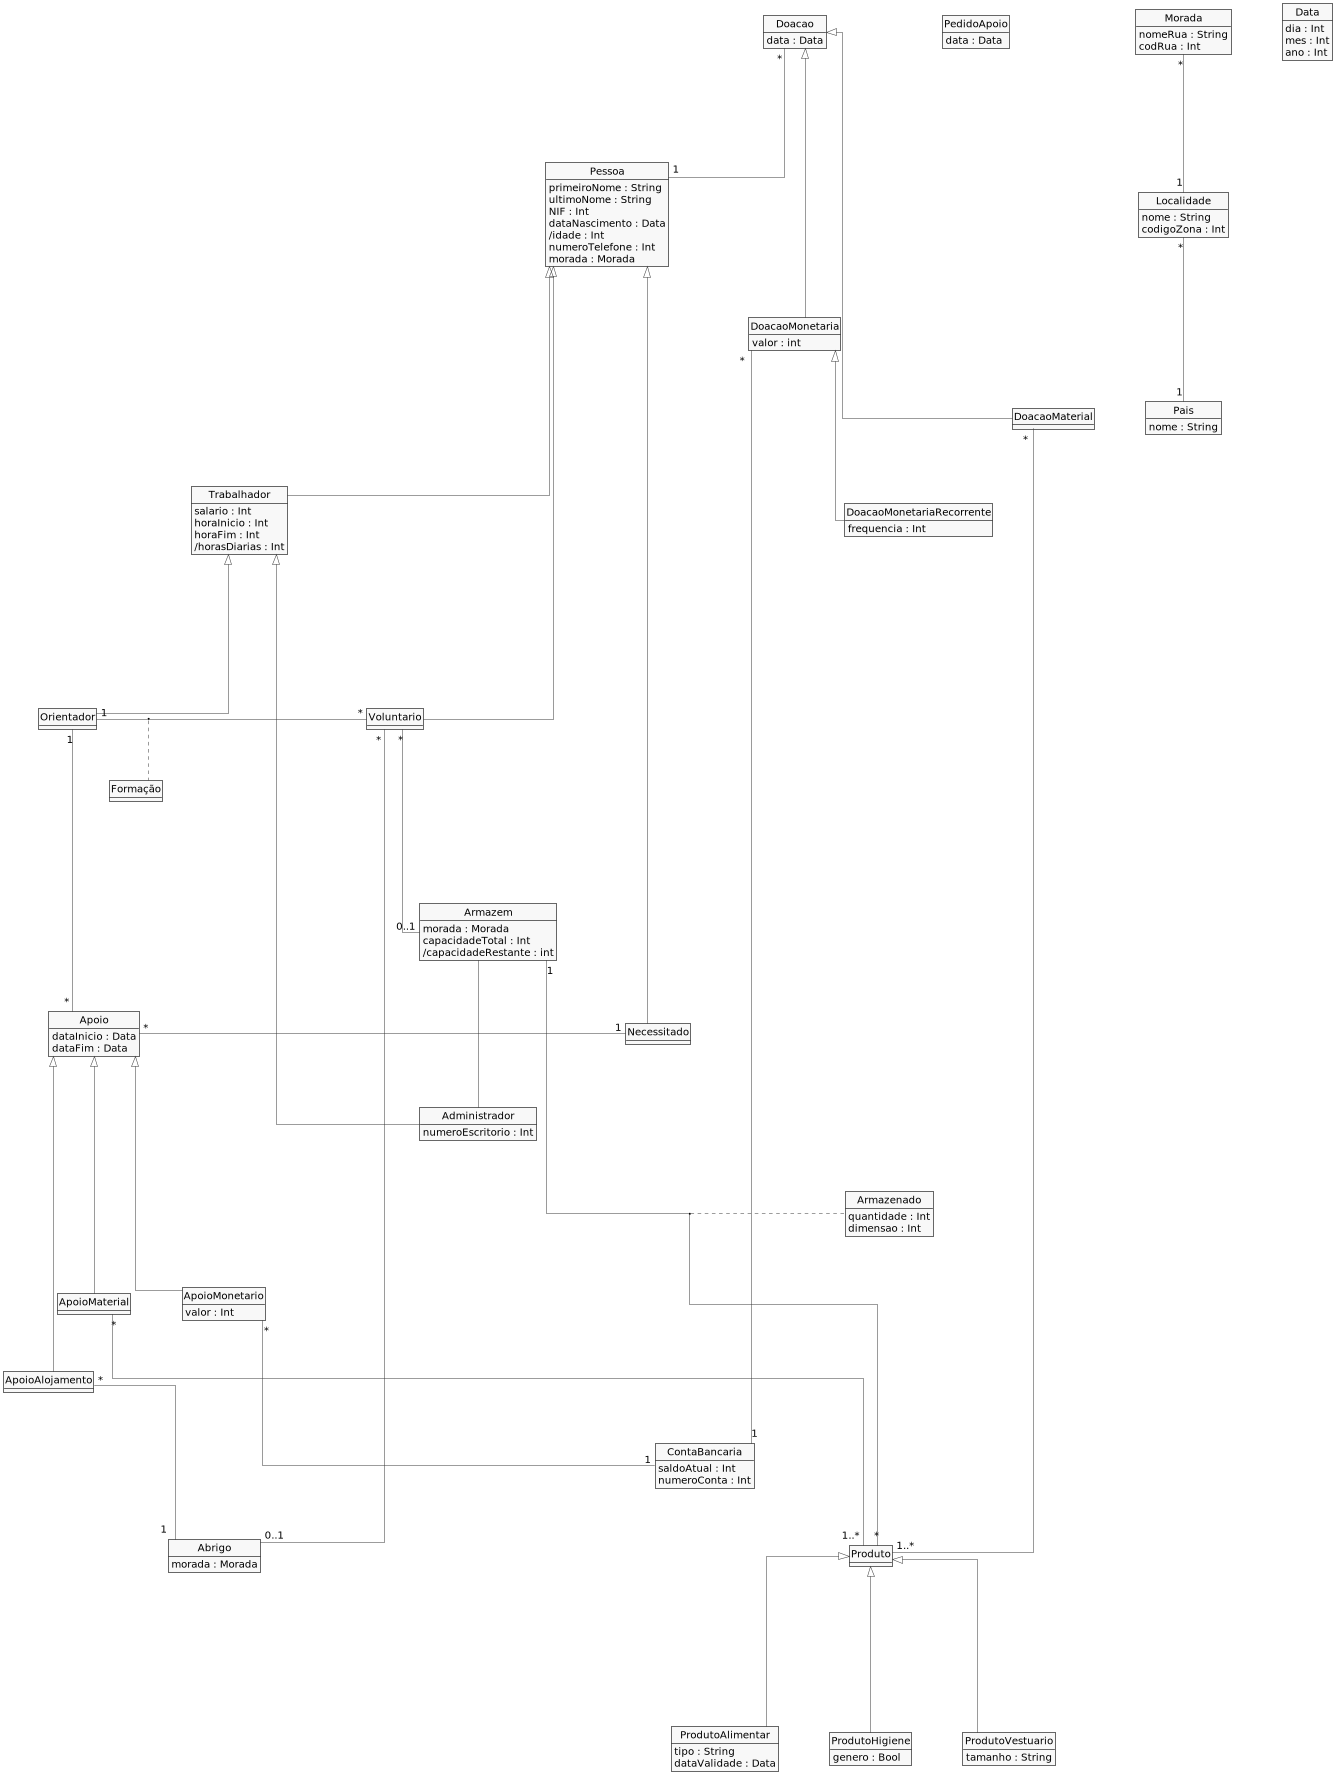 Doacao
data : Data
*
PedidoApoio
data : Data
Morada
nomeRua : String
codRua : Int
*
Data
dia : Int
mes : Int
ano : Int
Pessoa
primeiroNome : String
ultimoNome : String
NIF : Int
dataNascimento : Data
/idade : Int
numeroTelefone : Int
morada : Morada
1
1
Localidade
nome : String
codigoZona : Int
*
DoacaoMonetaria
valor : int
*
1
Pais
nome : String
DoacaoMaterial
*
Trabalhador
salario : Int
horaInicio : Int
horaFim : Int
/horasDiarias : Int
DoacaoMonetariaRecorrente
frequencia : Int
Orientador
1
1
*
Voluntario
*
*
Formação
Armazem
morada : Morada
capacidadeTotal : Int
/capacidadeRestante : int
0..1
1
*
Apoio
dataInicio : Data
dataFim : Data
*
1
Necessitado
Administrador
numeroEscritorio : Int
Armazenado
quantidade : Int
dimensao : Int
ApoioMaterial
*
ApoioMonetario
valor : Int
*
ApoioAlojamento
*
1
ContaBancaria
saldoAtual : Int
numeroConta : Int
1
1
Abrigo
morada : Morada
0..1
1..*
*
Produto
1..*
ProdutoAlimentar
tipo : String
dataValidade : Data
ProdutoHigiene
genero : Bool
ProdutoVestuario
tamanho : String